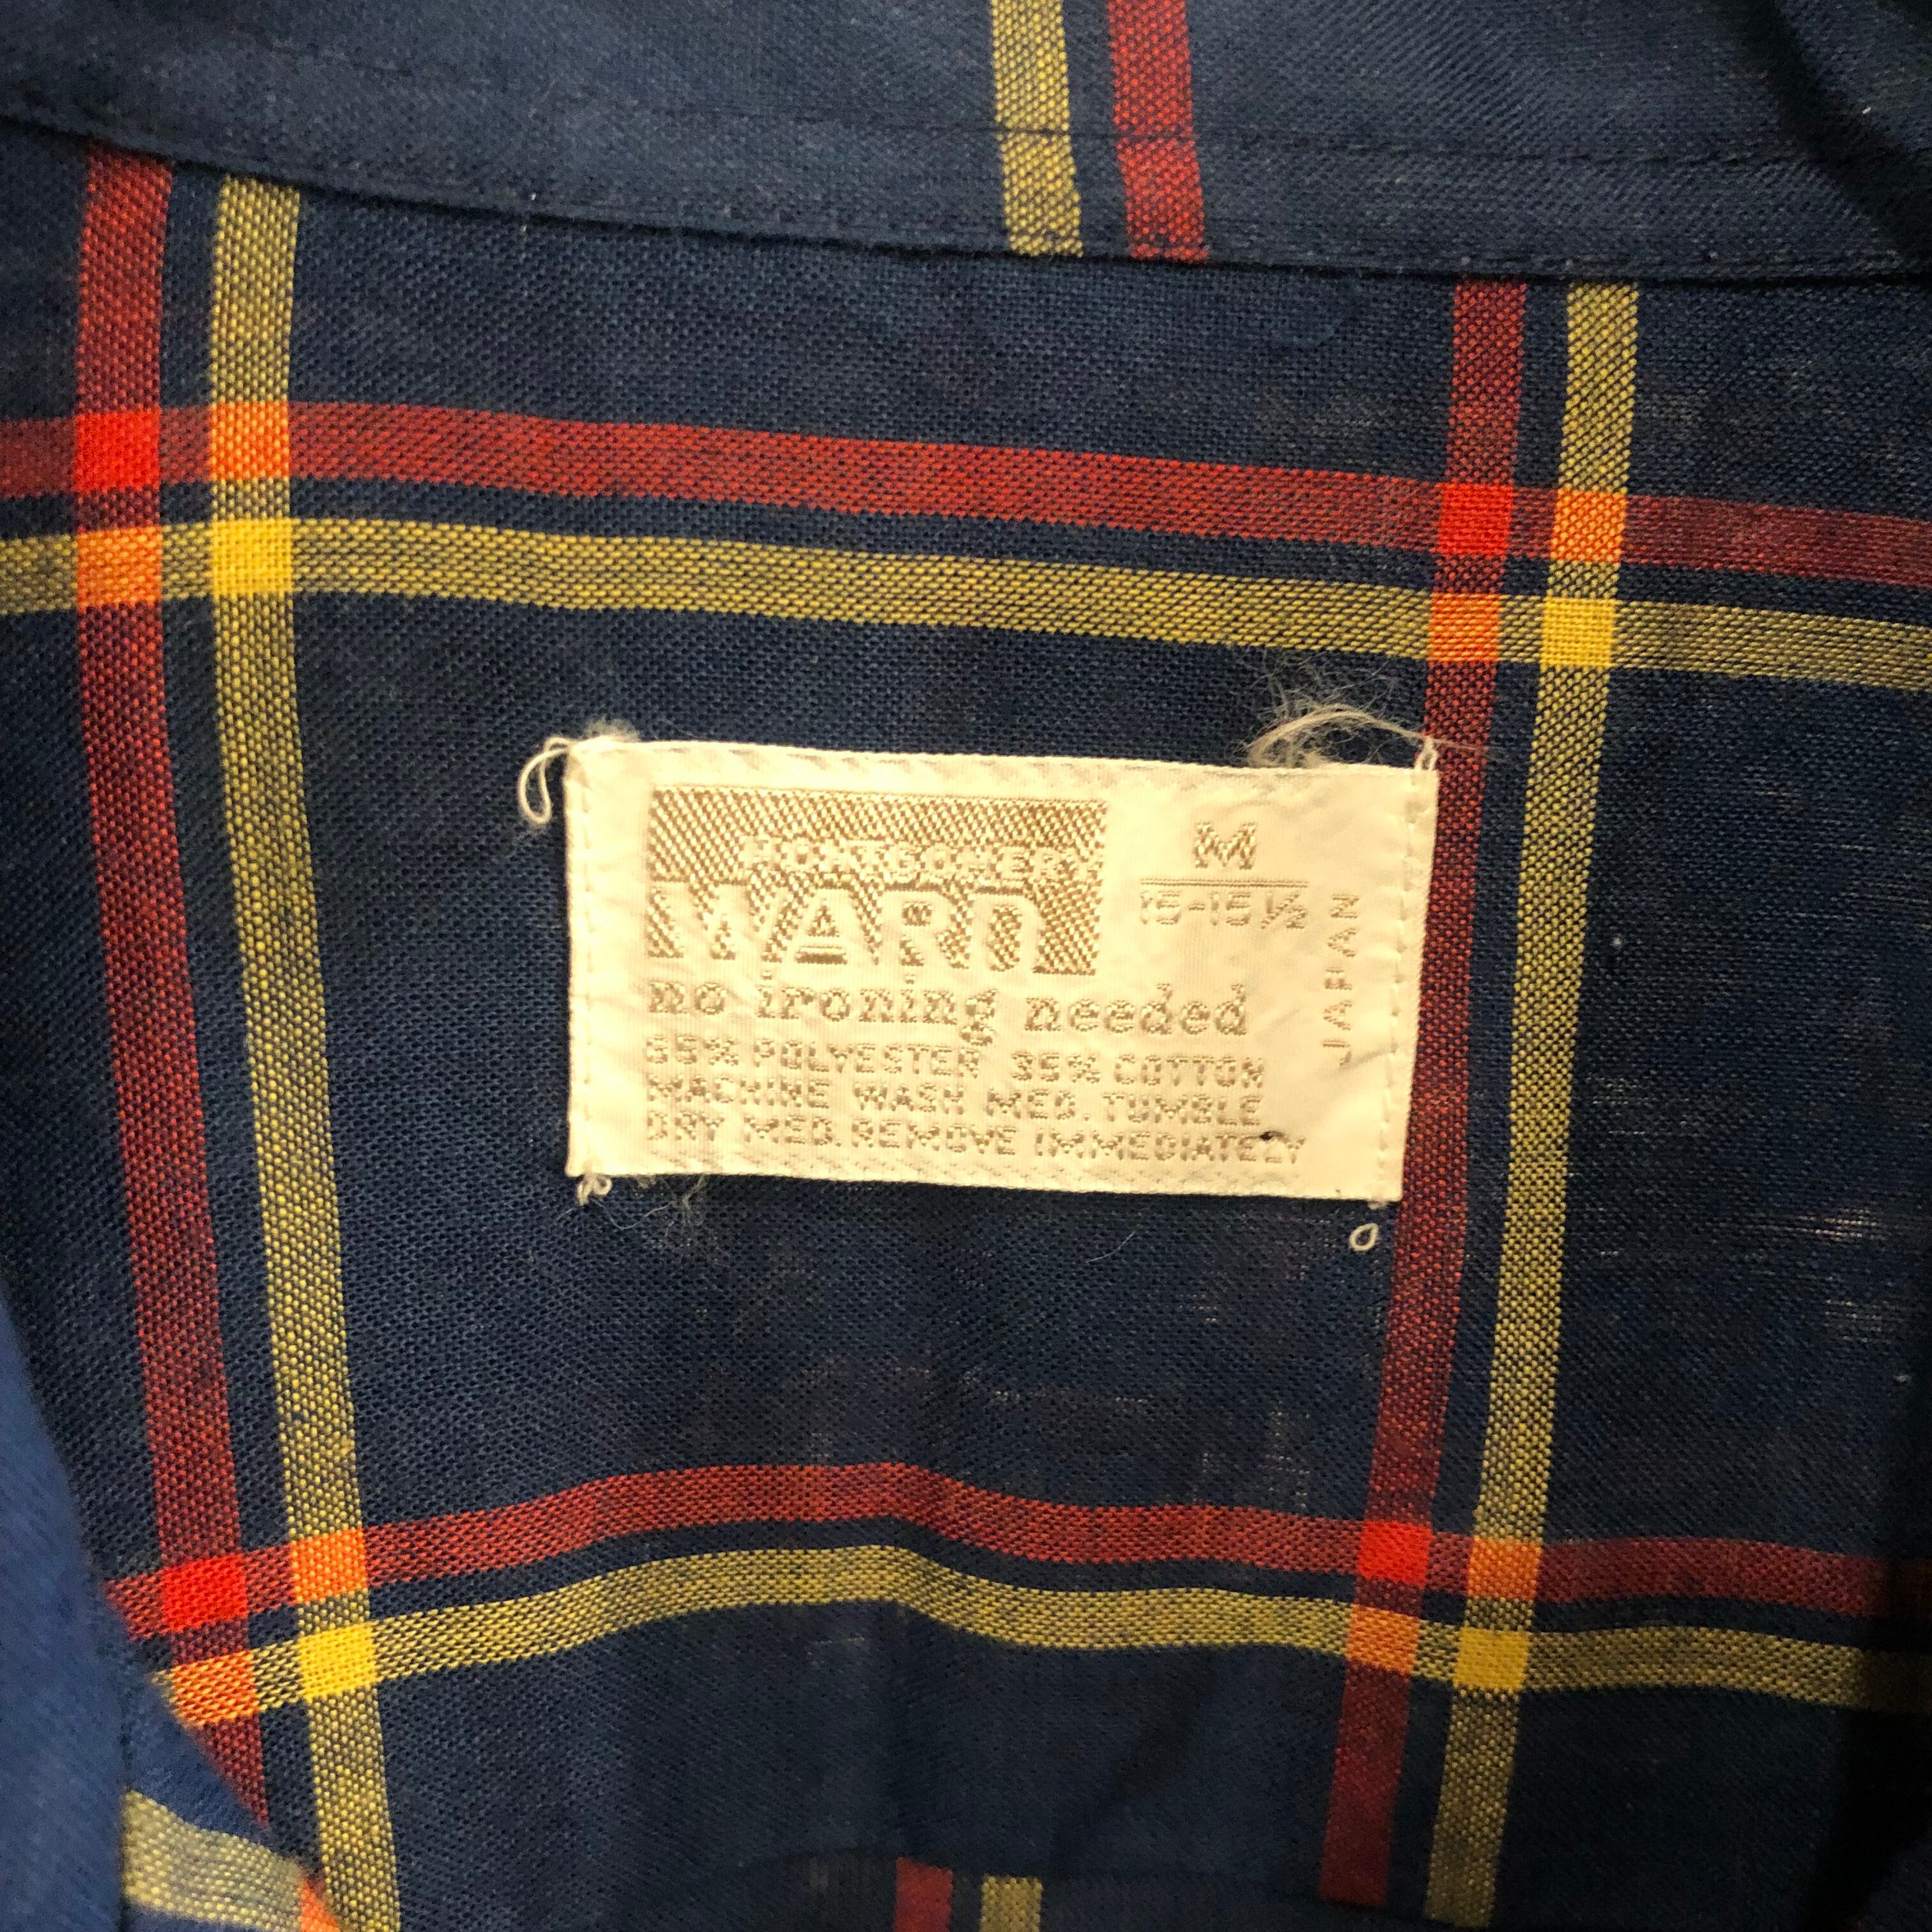 MONTGOMERY
WARD
M
15-15½
JAPAN
no ironing needed
65% POLYESTER 35% COTTON
MACHINE WASH MED. TUMBLE
DRY MED. REMOVE IMMEDIATELY